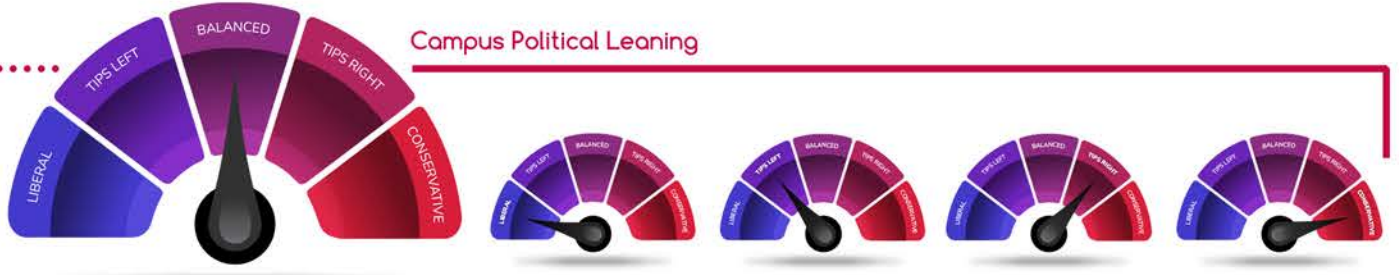 Campus Political Leaning
LIBERAL
TIPS LEFT
BALANCED
TIPS RIGHT
CONSERVATIVE
LIBERAL
TIPS LEFT
BALANCED
TIPS RIGHT
CONSERVATIVE
LIBERAL
TIPS LEFT
BALANCED
TIPS RIGHT
CONSERVATIVE
LIBERAL
TIPS LEFT
BALANCED
TIPS RIGHT
CONSERVATIVE
LIBERAL
TIPS LEFT
BALANCED
TIPS RIGHT
CONSERVATIVE